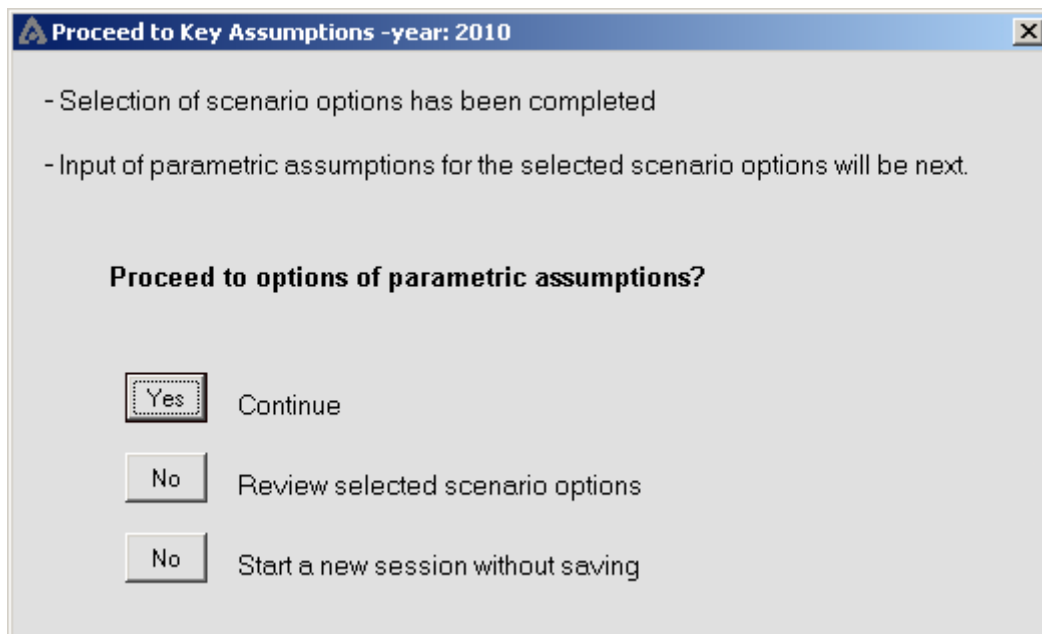 Proceed to Key Assumptions -year: 2010
- Selection of scenario options has been completed
- Input of parametric assumptions for the selected scenario options will be next.
Proceed to options of parametric assumptions?
Yes Continue
No Review selected scenario options
No Start a new session without saving